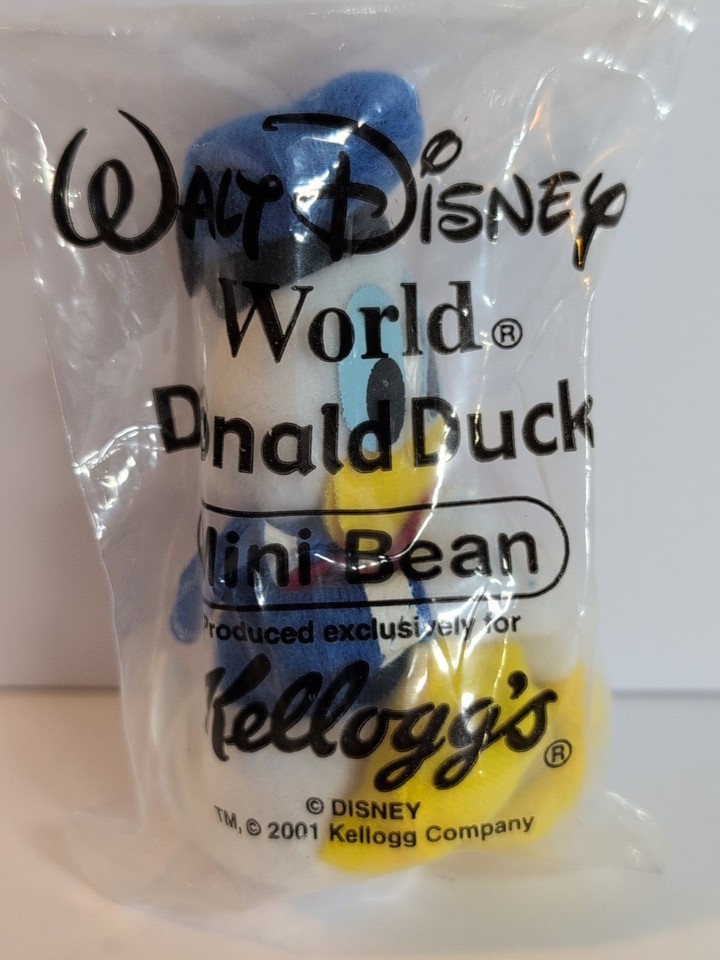 WALT DISNEY
World®
Donald Duck
Mini Bean
Produced exclusively for
Kellogg's®
© DISNEY
TM, © 2001 Kellogg Company